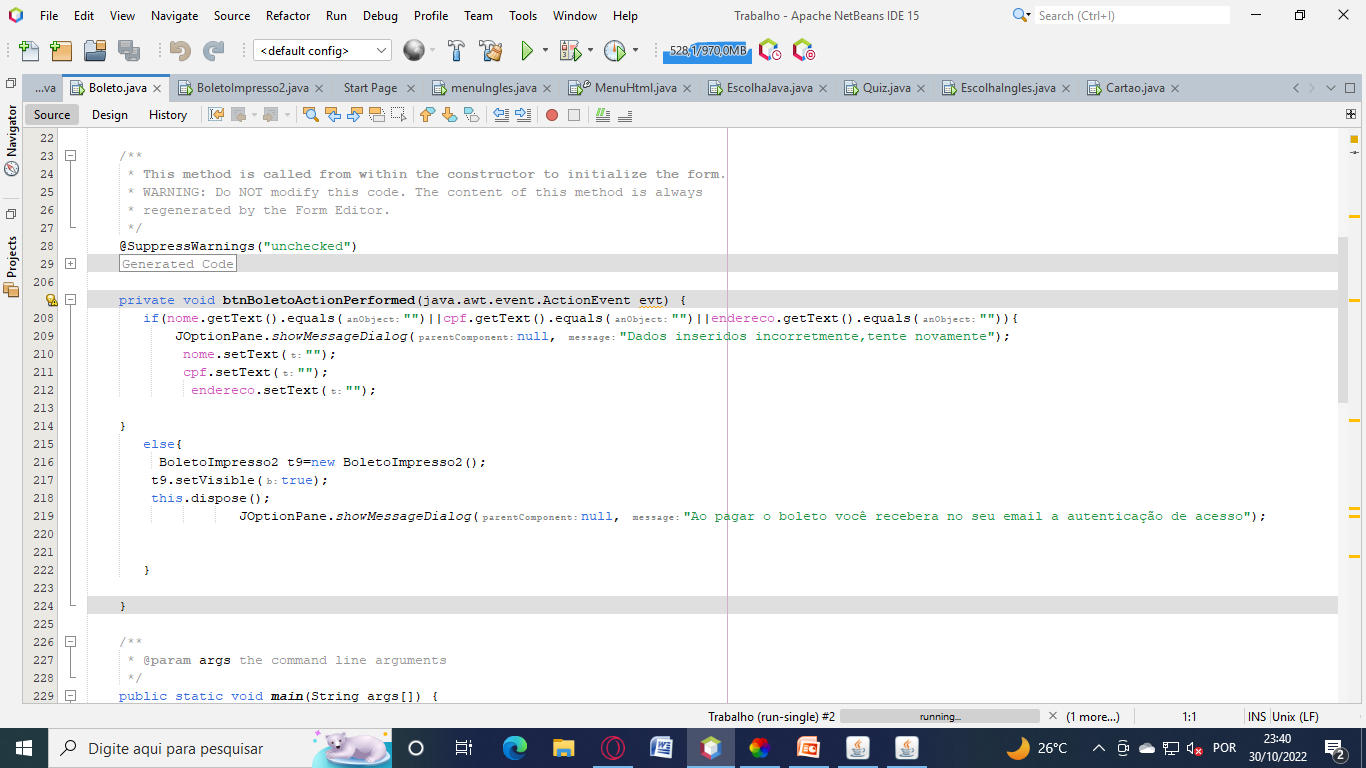 File Edit View Navigate Source Refactor Run Debug Profile Team Tools Window Help Trabalho - Apache NetBeans IDE 15 Search (Ctrl+I)
<default config> 528,1/970,0MB
...va Boleto.java BoletoImpresso2.java Start Page menuIngles.java MenuHtml.java EscolhaJava.java Quiz.java EscolhaIngles.java Cartao.java
Source Design History
Navigator
Projects
22
23 /**
24 * This method is called from within the constructor to initialize the form.
25 * WARNING: Do NOT modify this code. The content of this method is always
26 * regenerated by the Form Editor.
27 */
28 @SuppressWarnings("unchecked")
29 Generated Code
206
private void btnBoletoActionPerformed(java.awt.event.ActionEvent evt) {
208 if(nome.getText().equals(anObject:"")||cpf.getText().equals(anObject:"")||endereco.getText().equals(anObject:"")){
209 JOptionPane.showMessageDialog(parentComponent:null, message:"Dados inseridos incorretmente,tente novamente");
210 nome.setText(t:"");
211 cpf.setText(t:"");
212 endereco.setText(t:"");
213
214 }
215 else{
216 BoletoImpresso2 t9=new BoletoImpresso2();
217 t9.setVisible(b:true);
218 this.dispose();
219 JOptionPane.showMessageDialog(parentComponent:null, message:"Ao pagar o boleto você recebera no seu email a autenticação de acesso");
220
221
222 }
223
224 }
225
226 /**
227 * @param args the command line arguments
228 */
229 public static void main(String args[]) {
Trabalho (run-single) #2 running... (1 more...) 1:1 INS Unix (LF)
Digite aqui para pesquisar 26°C POR 23:40
30/10/2022 2